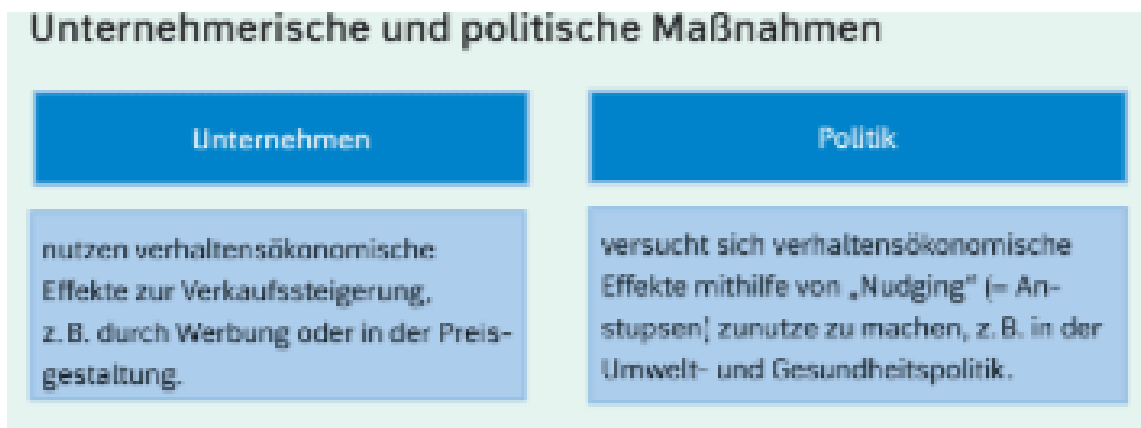 Unternehmerische und politische Maßnahmen
Unternehmen
nutzen verhaltensökonomische
Effekte zur Verkaufssteigerung,
z. B. durch Werbung oder in der Preis-
gestaltung.
Politik
versucht sich verhaltensökonomische
Effekte mithilfe von „Nudging“ (= An-
stupsen) zunutze zu machen, z. B. in der
Umwelt- und Gesundheitspolitik.